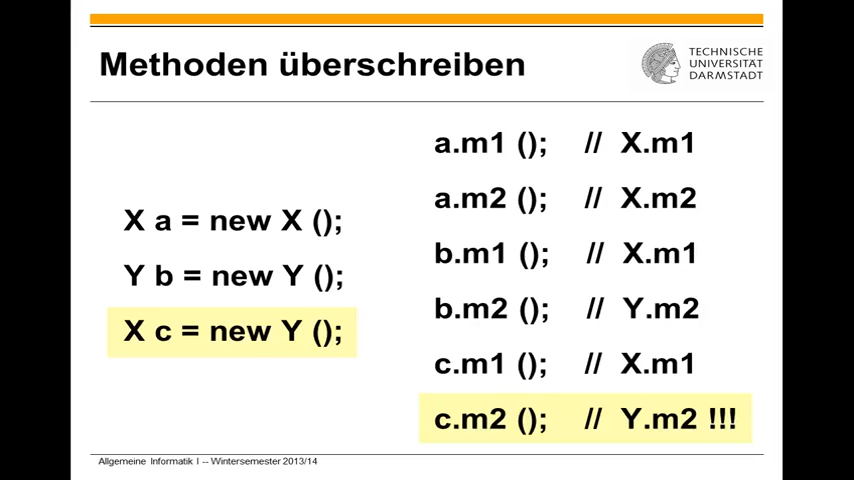 Methoden überschreiben
TECHNISCHE
UNIVERSITÄT
DARMSTADT
X a = new X ();
Y b = new Y ();
X c = new Y ();
a.m1 (); // X.m1
a.m2 (); // X.m2
b.m1 (); // X.m1
b.m2 (); // Y.m2
c.m1 (); // X.m1
c.m2 (); // Y.m2 !!!
Allgemeine Informatik I -- Wintersemester 2013/14